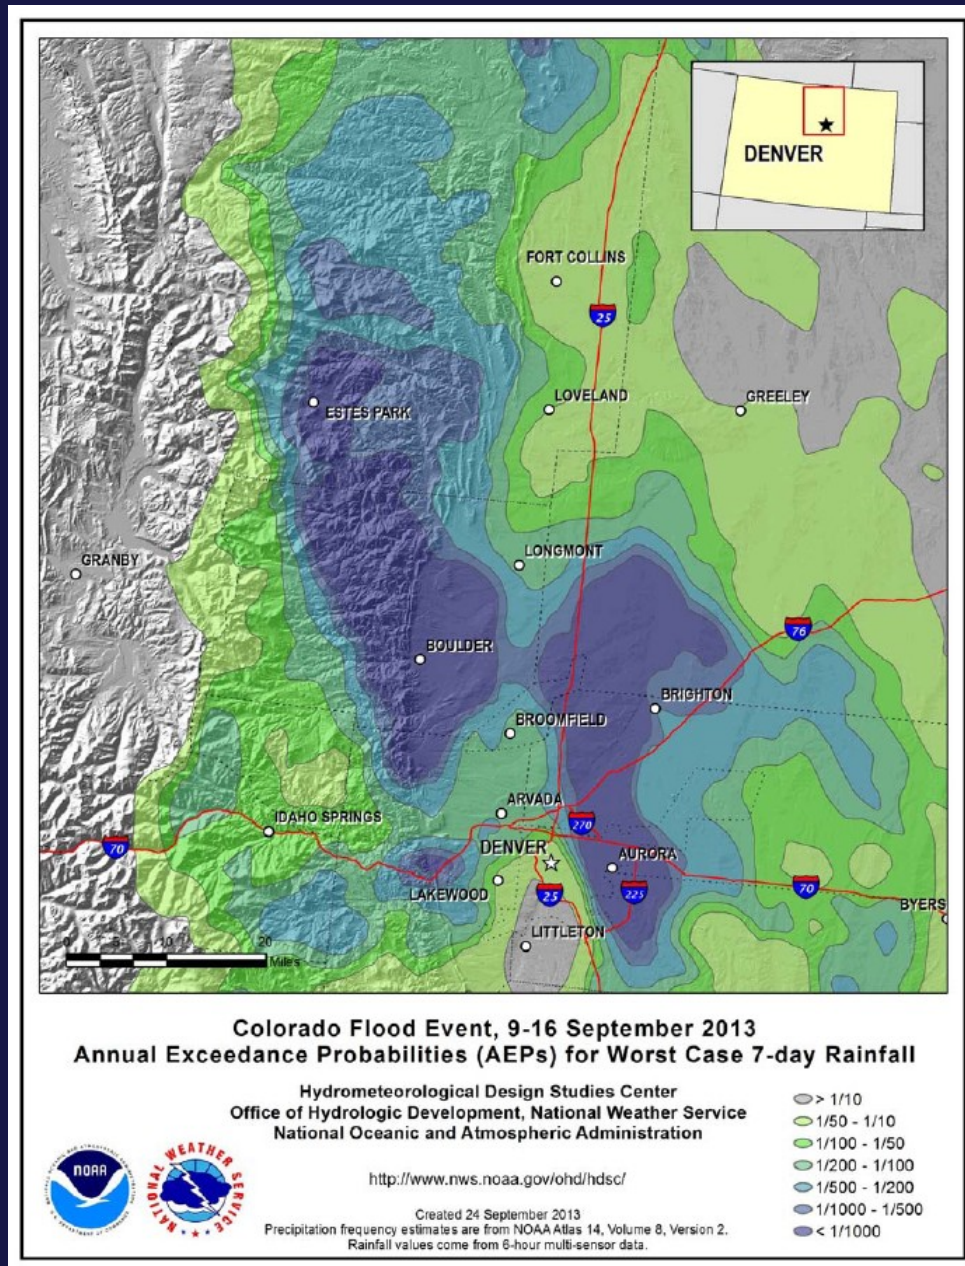 DENVER
FORT COLLINS
25
ESTES PARK
LOVELAND
GREELEY
LONGMONT
GRANBY
76
BOULDER
BRIGHTON
BROOMFIELD
ARVADA
IDAHO SPRINGS
270
70
DENVER
AURORA
LAKEWOOD
25
225
70
BYERS
LITTLETON
0 5 10 20
Miles
Colorado Flood Event, 9-16 September 2013
Annual Exceedance Probabilities (AEPs) for Worst Case 7-day Rainfall
Hydrometeorological Design Studies Center
Office of Hydrologic Development, National Weather Service
National Oceanic and Atmospheric Administration
> 1/10
1/50 - 1/10
1/100 - 1/50
1/200 - 1/100
1/500 - 1/200
1/1000 - 1/500
< 1/1000
NOAA
NATIONAL WEATHER SERVICE
http://www.nws.noaa.gov/ohd/hdsc/
Created 24 September 2013
Precipitation frequency estimates are from NOAA Atlas 14, Volume 8, Version 2.
Rainfall values come from 6-hour multi-sensor data.